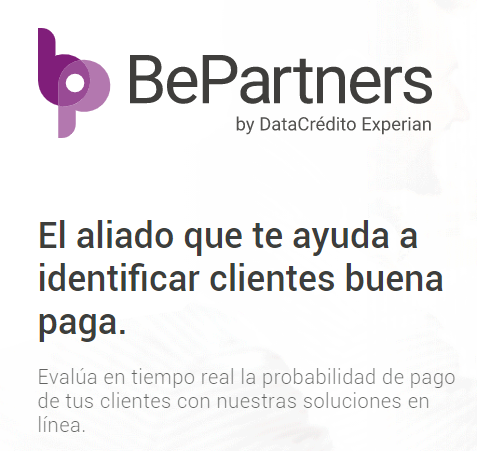 BePartners
by DataCrédito Experian
El aliado que te ayuda a
identificar clientes buena
paga.
Evalúa en tiempo real la probabilidad de pago
de tus clientes con nuestras soluciones en
línea.